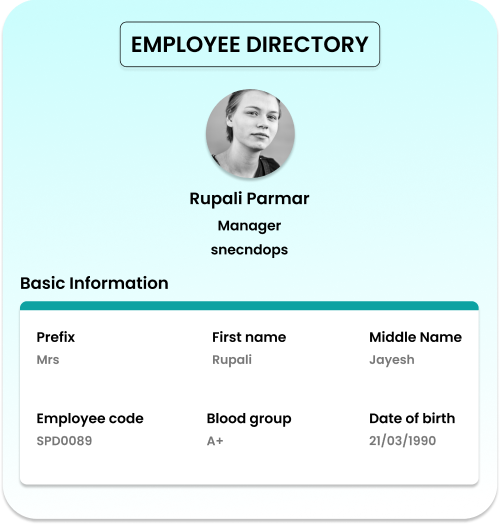 EMPLOYEE DIRECTORY
Rupali Parmar
Manager
snecndops
Basic Information
Prefix First name Middle Name
Mrs Rupali Jayesh
Employee code Blood group Date of birth
SPD0089 A+ 21/03/1990